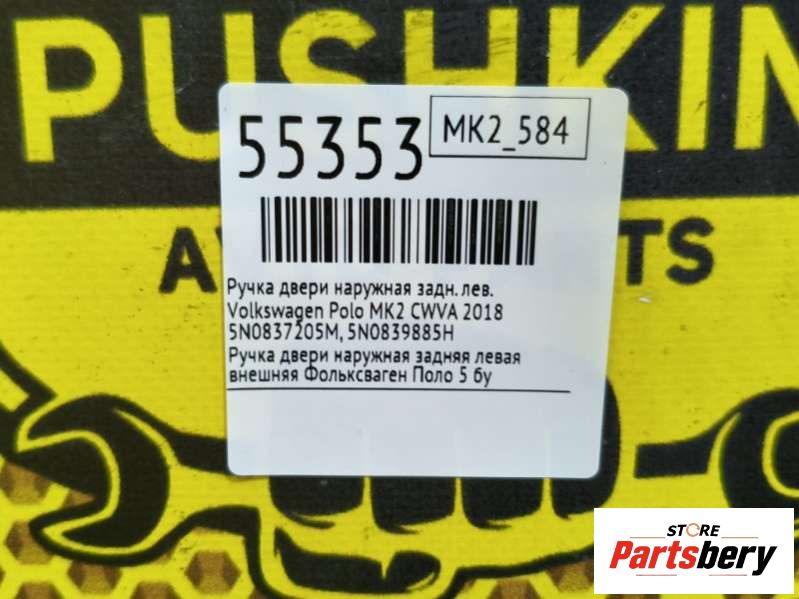 PUSHKIN
55353
MK2_584
Ручка двери наружная задн. лев.
Volkswagen Polo MK2 CWVA 2018
5N0837205M, 5N0839885H
Ручка двери наружная задняя левая
внешняя Фольксваген Поло 5 бу
STORE
Partsbery